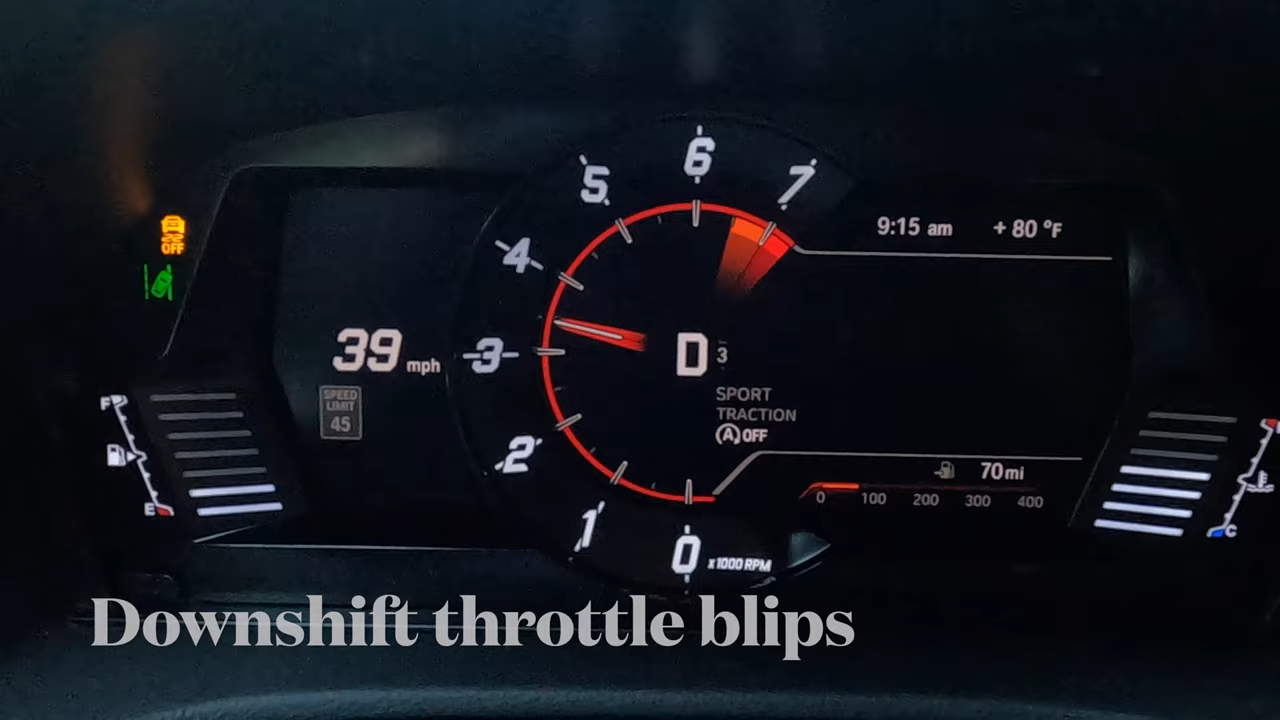 6
5
7
9:15 am +80 °F
OFF
4
39 mph
3
D 3
SPEED
LIMIT
45
SPORT
TRACTION
A OFF
F
2
70 mi
0 100 200 300 400
E
C
1
0
x1000 RPM
Downshift throttle blips